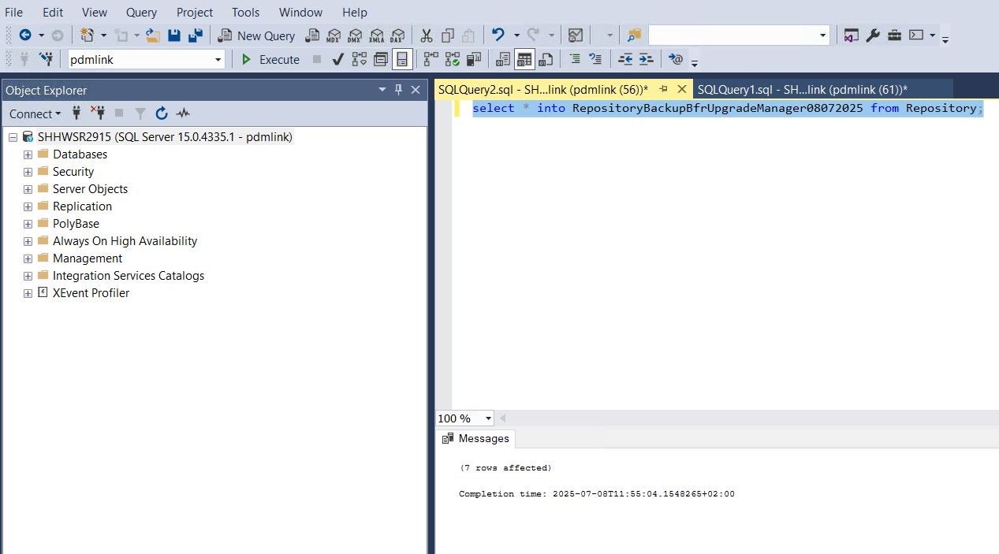 File Edit View Query Project Tools Window Help
New Query MDX DMX XMLA DAX
pdmlink Execute
Object Explorer
Connect
SHHWSR2915 (SQL Server 15.0.4335.1 - pdmlink)
Databases
Security
Server Objects
Replication
PolyBase
Always On High Availability
Management
Integration Services Catalogs
XEvent Profiler
SQLQuery2.sql - SH...link (pdmlink (56))* SQLQuery1.sql - SH...link (pdmlink (61))*
select * into RepositoryBackupBfrUpgradeManager08072025 from Repository;
100 %
Messages
(7 rows affected)
Completion time: 2025-07-08T11:55:04.1548265+02:00